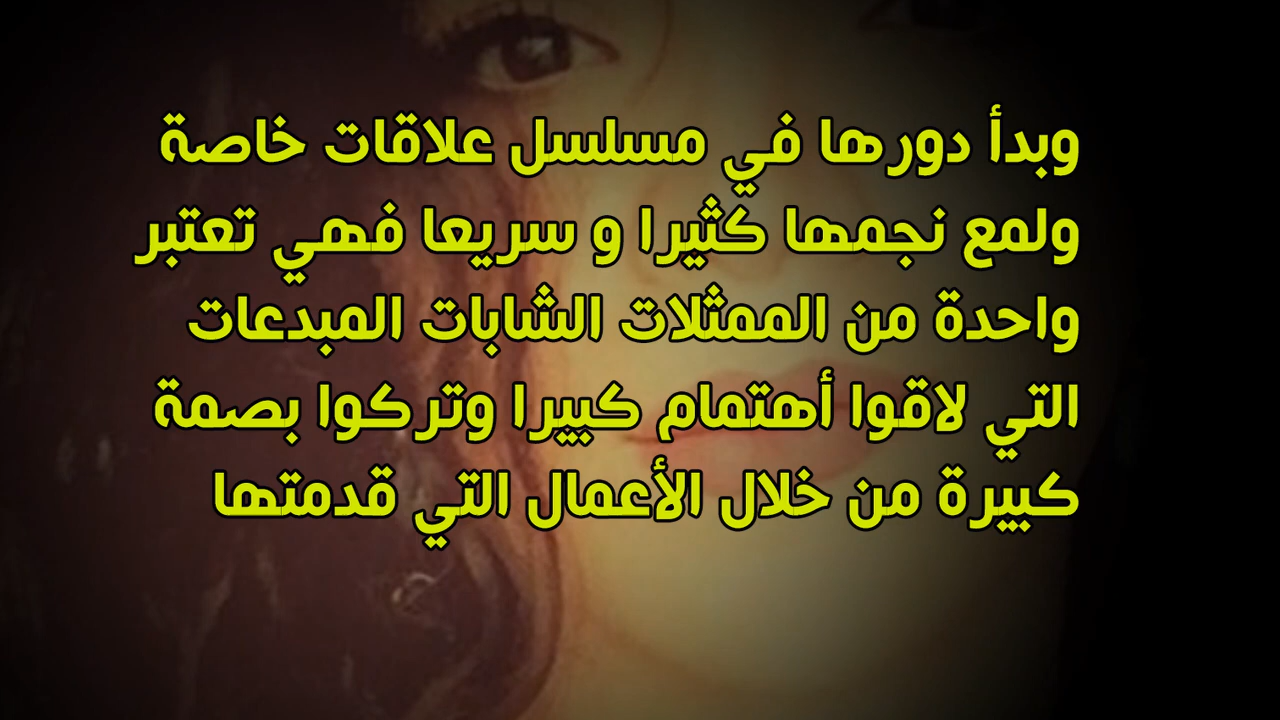 وبدأ دورها في مسلسل علاقات خاصة
ولمع نجمها كثيرا و سريعا فهي تعتبر
واحدة من الممثلات الشابات المبدعات
التي لاقوا أهتمام كبيرا وتركوا بصمة
كبيرة من خلال الأعمال التي قدمتها